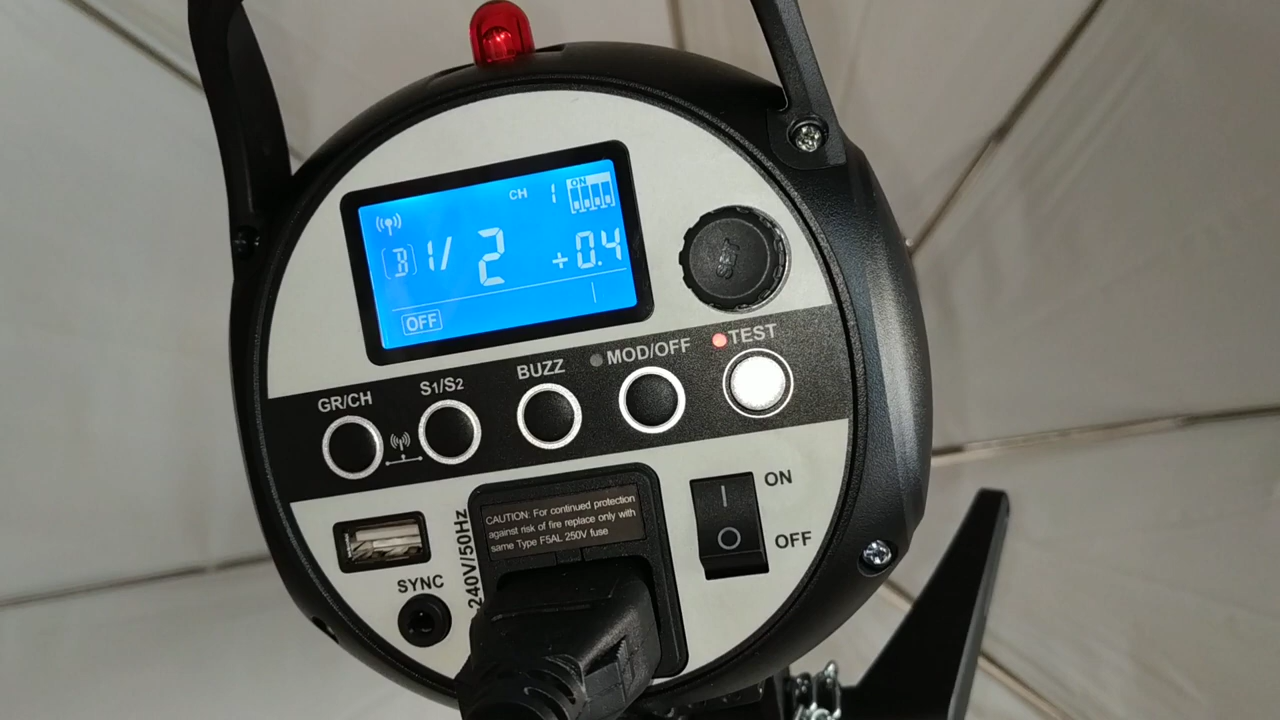 CH 1 ON
B 1/2 +0.4
OFF
SET
GR/CH
S1/S2
BUZZ
MOD/OFF
TEST
CAUTION: For continued protection
against risk of fire replace only with
same Type F5AL 250V fuse
240V/50Hz
SYNC
ON
OFF